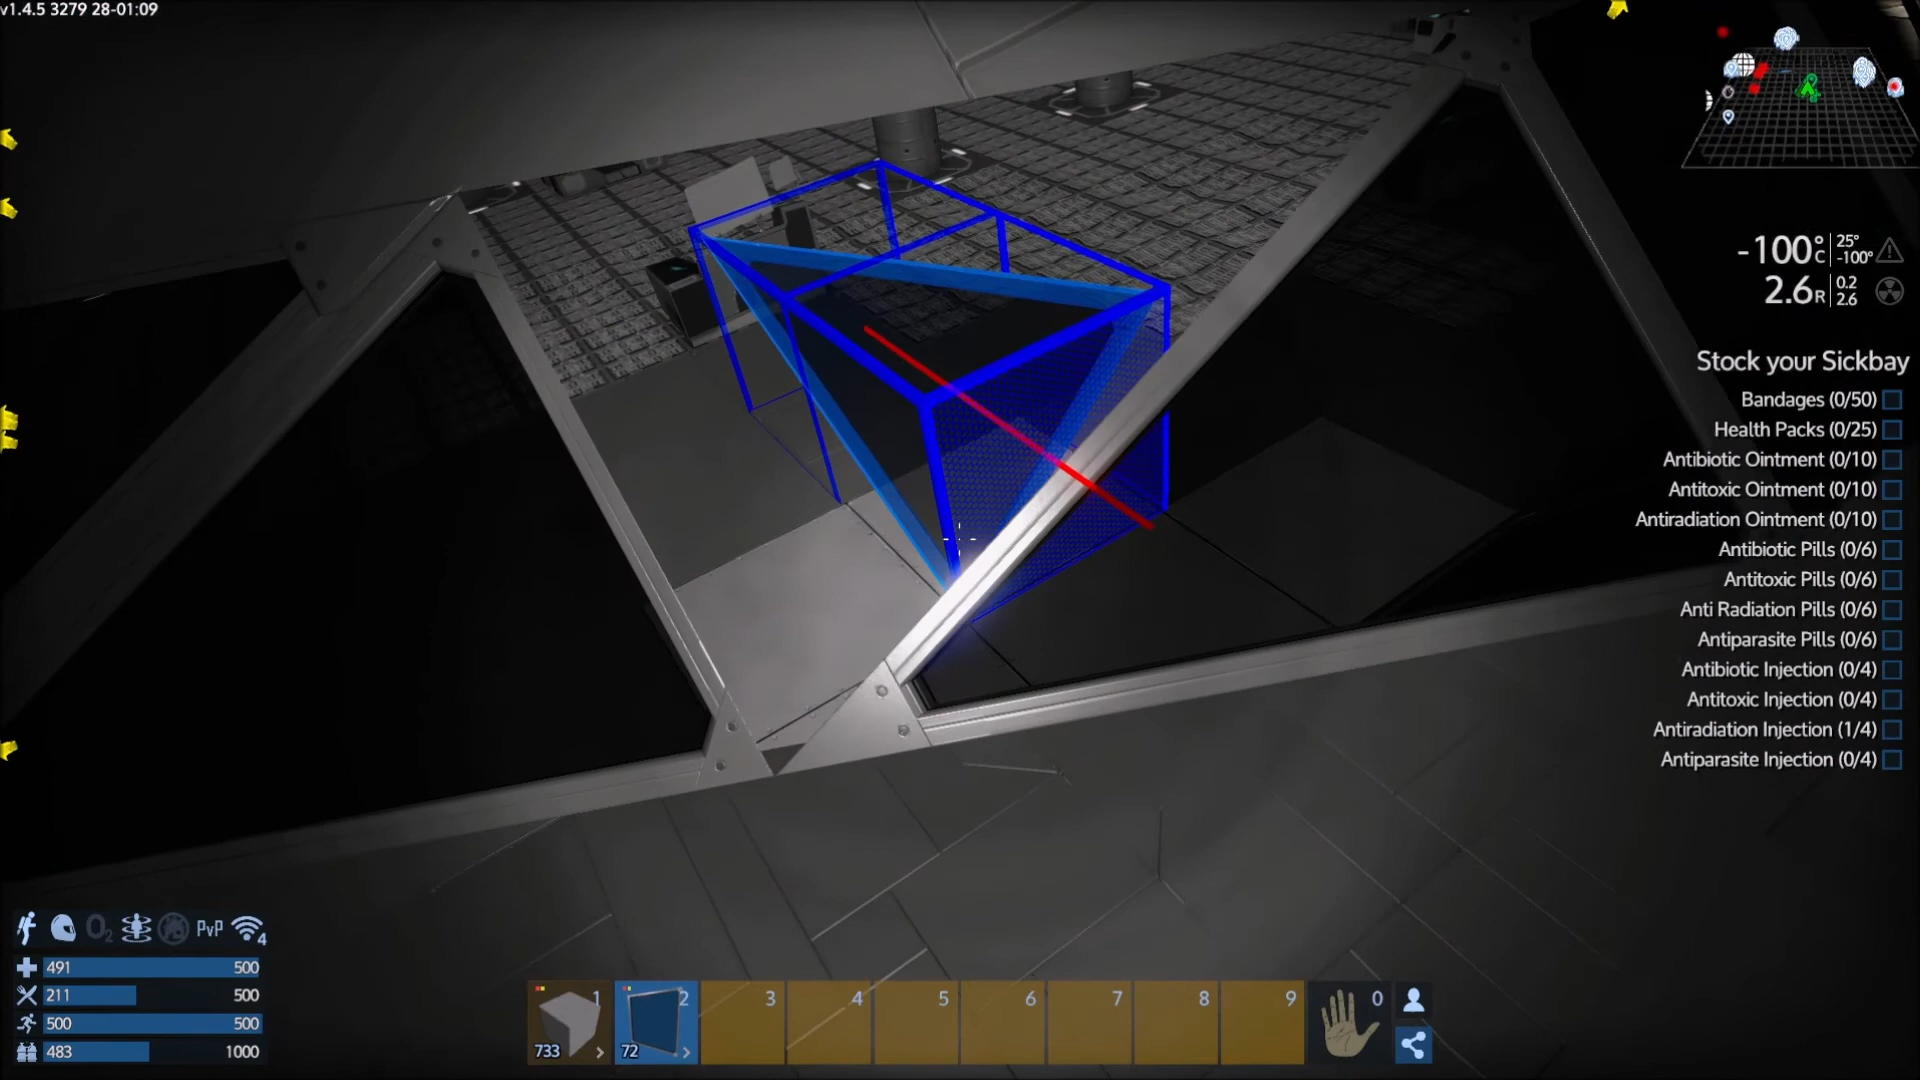 v1.4.5 3279 28-01:09
-100°C 25° -100°
2.6R 0.2 2.6
Stock your Sickbay
Bandages (0/50)
Health Packs (0/25)
Antibiotic Ointment (0/10)
Antitoxic Ointment (0/10)
Antiradiation Ointment (0/10)
Antibiotic Pills (0/6)
Antitoxic Pills (0/6)
Anti Radiation Pills (0/6)
Antiparasite Pills (0/6)
Antibiotic Injection (0/4)
Antitoxic Injection (0/4)
Antiradiation Injection (1/4)
Antiparasite Injection (0/4)
O2 PvP 4
491 500
211 500
500 500
483 1000
1 2 3 4 5 6 7 8 9 0
733 72